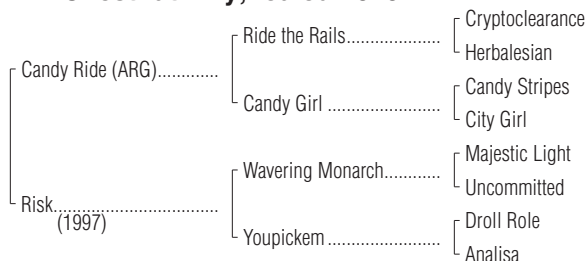 Ride the Rails................... Cryptoclearance
Herbalesian
Candy Ride (ARG).............
Candy Girl ........................... Candy Stripes
City Girl
Wavering Monarch............ Majestic Light
Uncommitted
Risk.......................................
(1997)
Youpickem ........................... Droll Role
Analisa